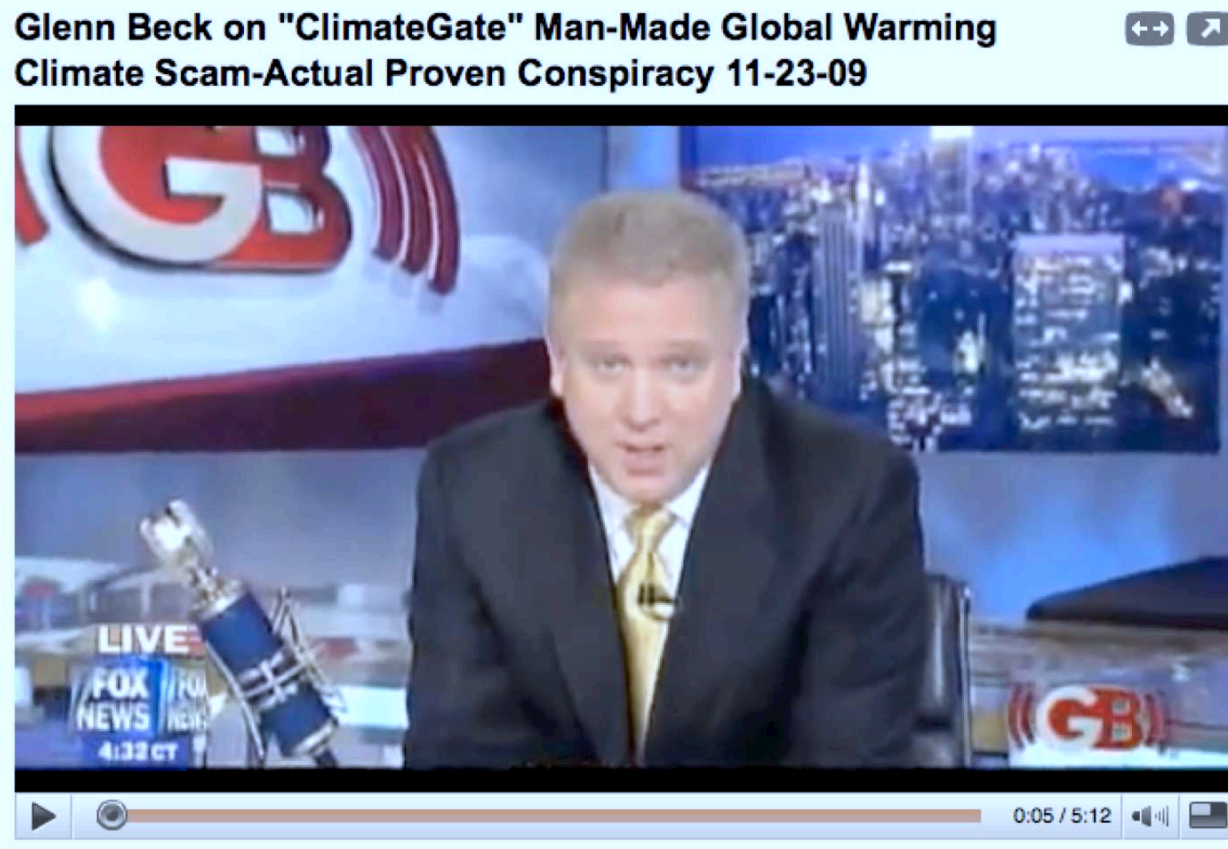 Glenn Beck on "ClimateGate" Man-Made Global Warming
Climate Scam-Actual Proven Conspiracy 11-23-09
GB
LIVE
FOX
NEWS
4:32 CT
GB
0:05 / 5:12